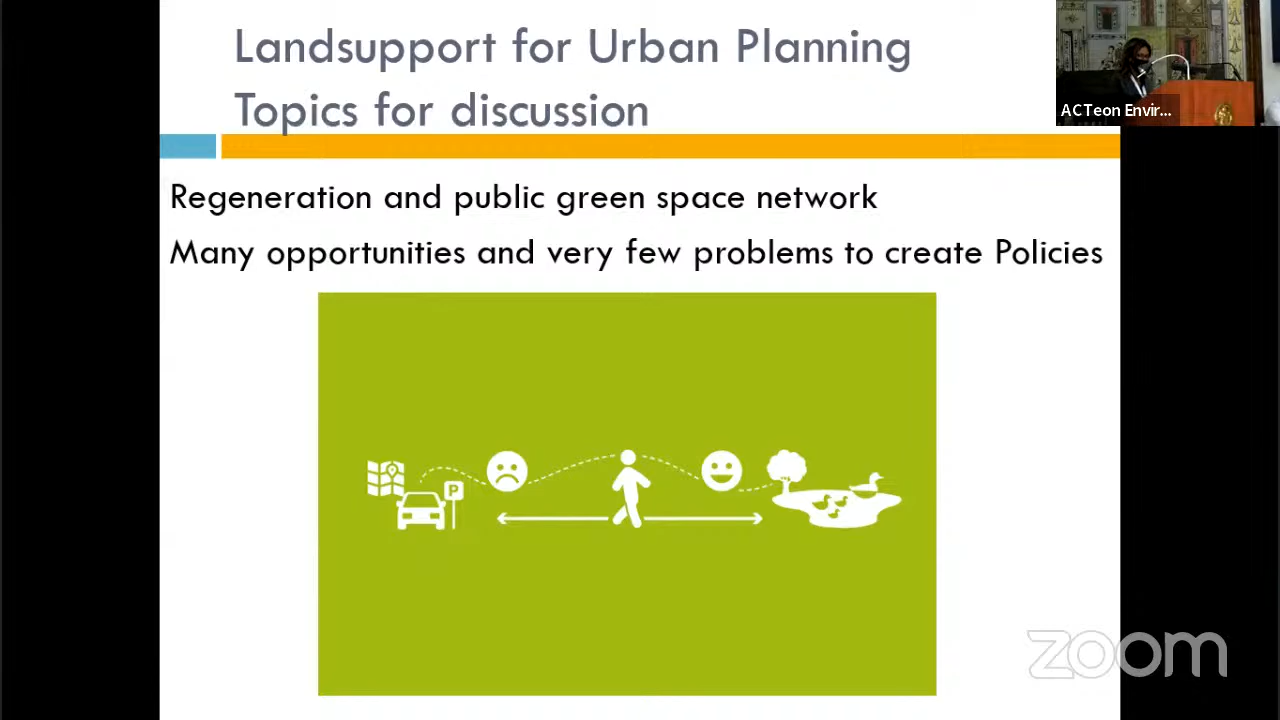 Landsupport for Urban Planning
Topics for discussion
ACTeon Envir...
Regeneration and public green space network
Many opportunities and very few problems to create Policies
P
zoom